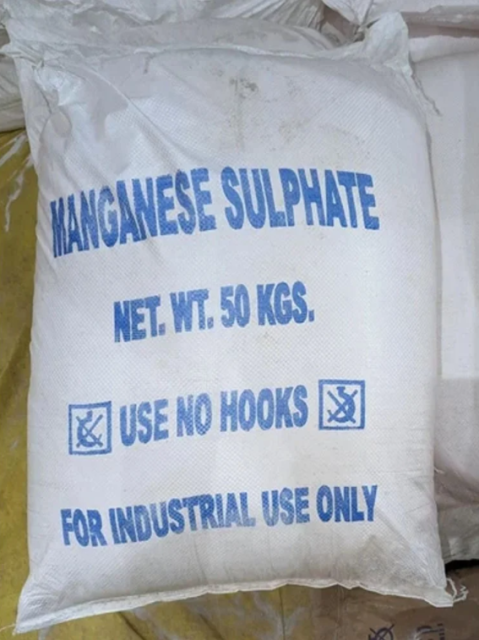 MANGANESE SULPHATE
NET. WT. 50 KGS.
USE NO HOOKS
FOR INDUSTRIAL USE ONLY